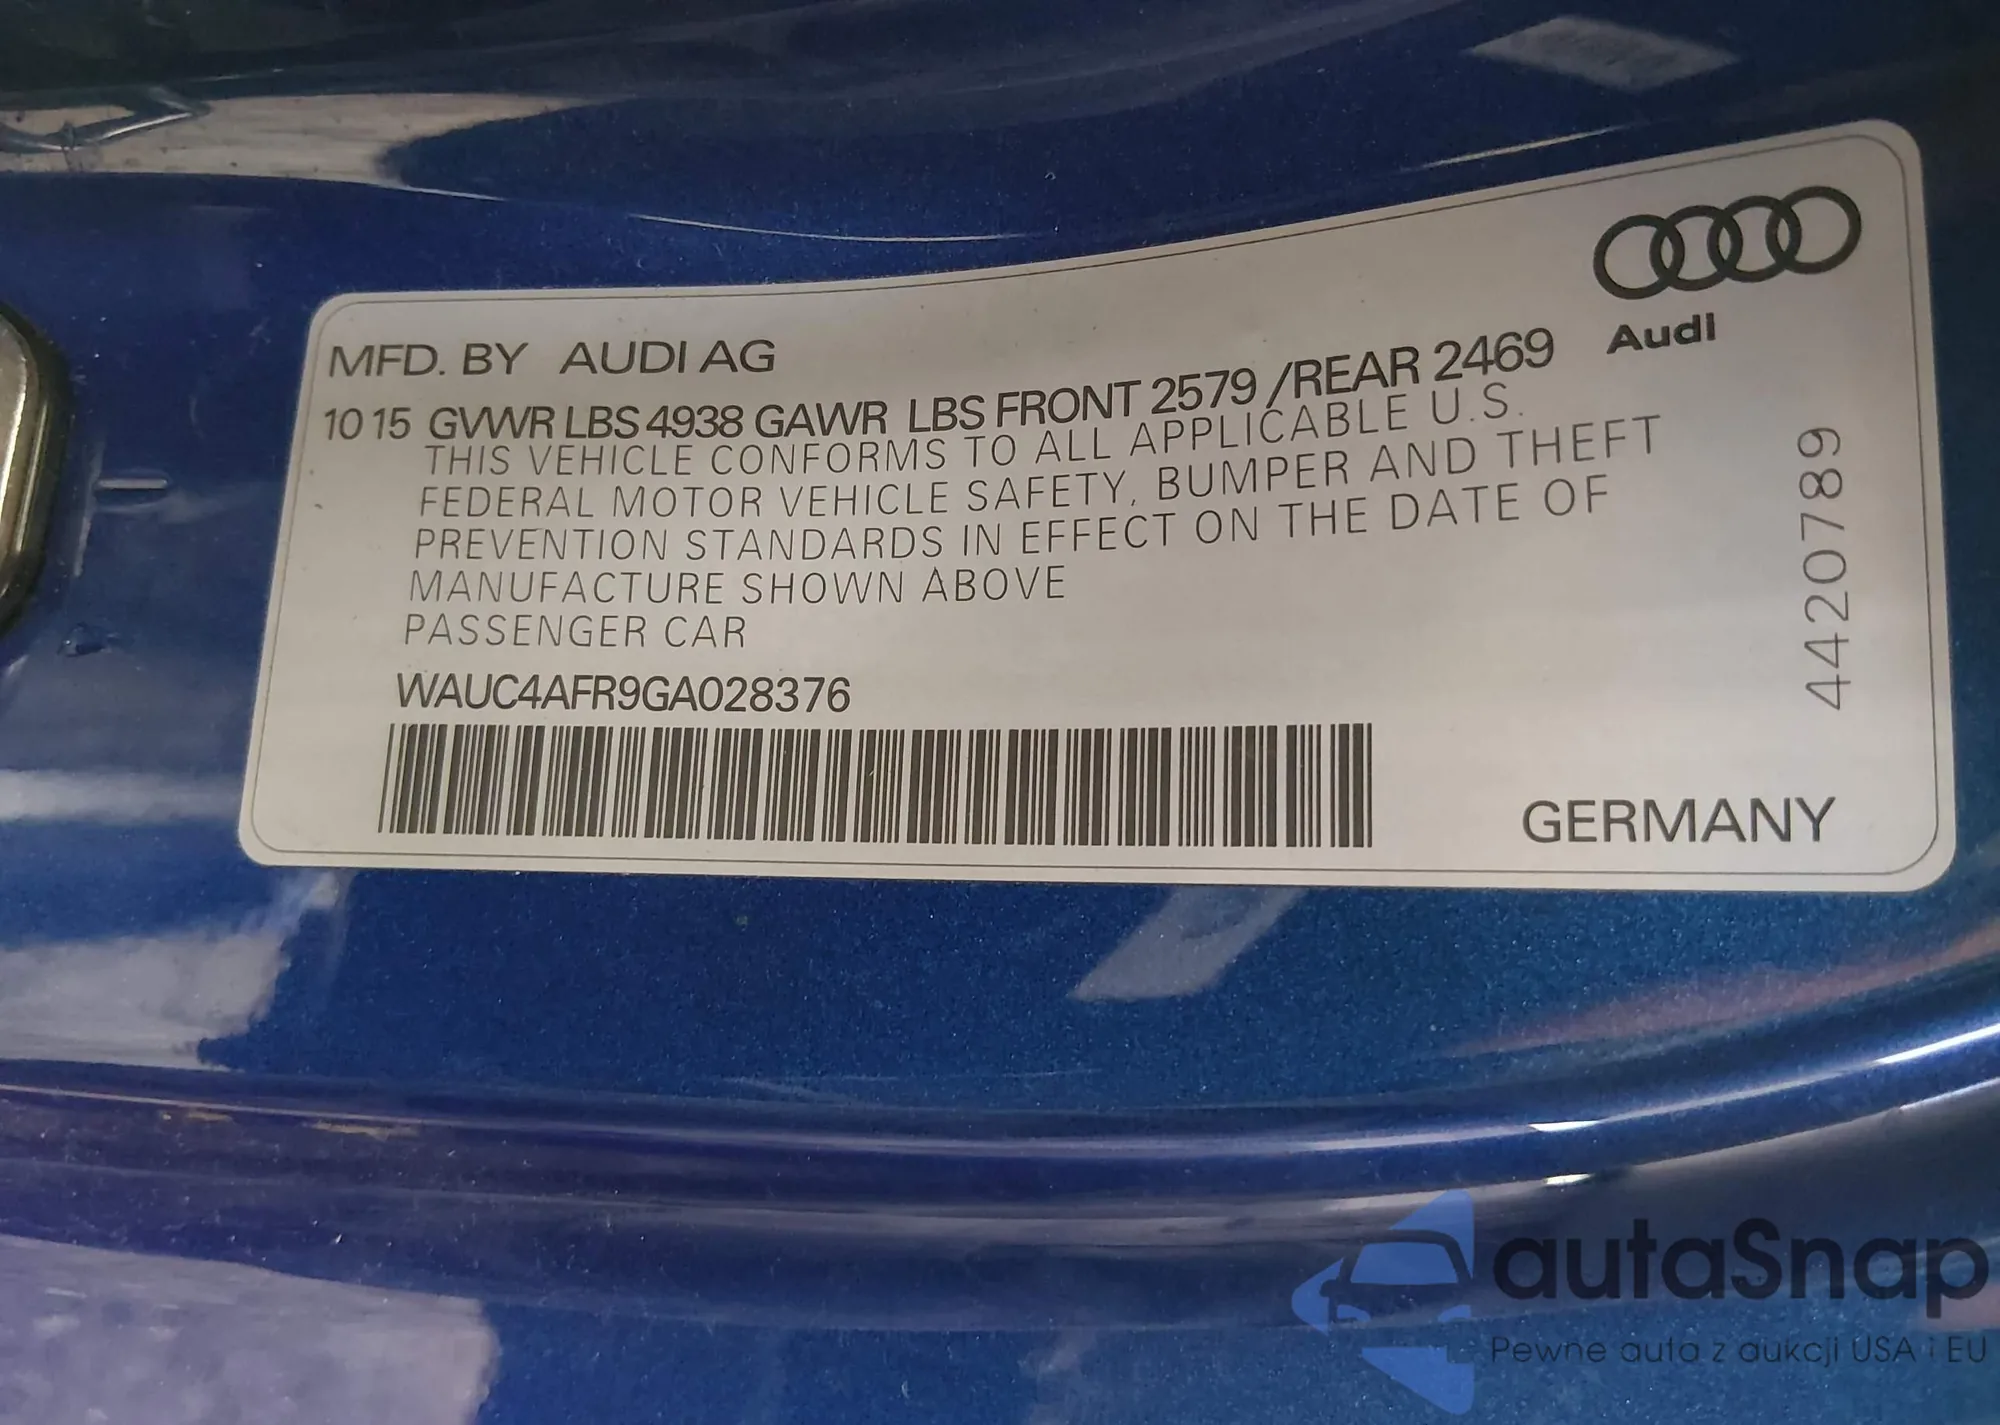 Audi
MFD. BY AUDI AG
10 15 GVWR LBS 4938 GAWR LBS FRONT 2579 /REAR 2469
THIS VEHICLE CONFORMS TO ALL APPLICABLE U.S.
FEDERAL MOTOR VEHICLE SAFETY, BUMPER AND THEFT
PREVENTION STANDARDS IN EFFECT ON THE DATE OF
MANUFACTURE SHOWN ABOVE
PASSENGER CAR
WAUC4AFR9GA028376
4420789
GERMANY
autaSnap
Pewne auta z aukcji USA i EU